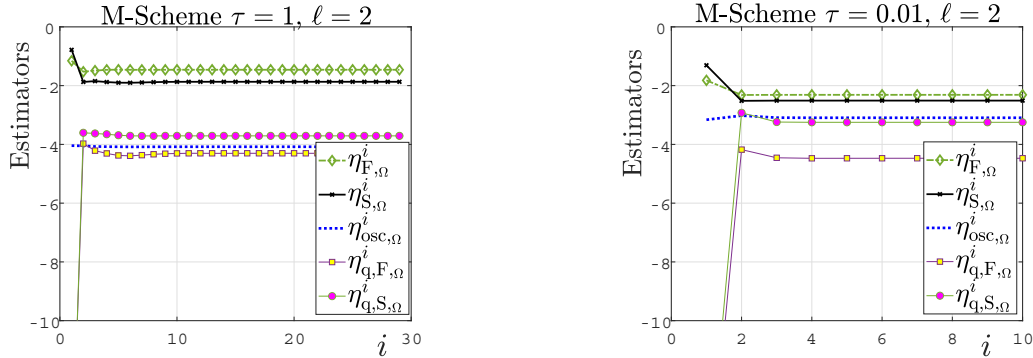 M-Scheme τ = 1, ℓ = 2
Estimators
0
-2
-4
-6
-8
-10
0
10
20
30
i
η^i_{F,Ω}
η^i_{S,Ω}
η^i_{osc,Ω}
η^i_{q,F,Ω}
η^i_{q,S,Ω}
M-Scheme τ = 0.01, ℓ = 2
Estimators
0
-2
-4
-6
-8
-10
0
2
4
6
8
10
i
η^i_{F,Ω}
η^i_{S,Ω}
η^i_{osc,Ω}
η^i_{q,F,Ω}
η^i_{q,S,Ω}